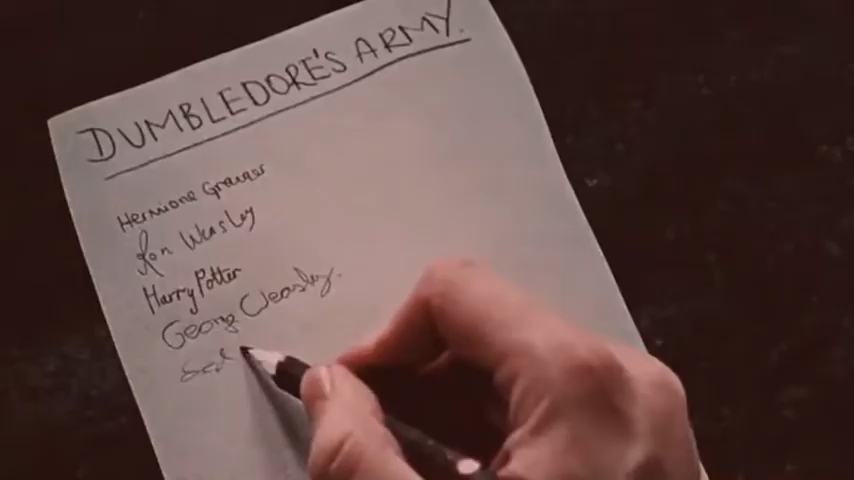 DUMBLEDORE'S ARMY.
Hermione Granger
Ron Weasley
Harry Potter
George Weasley.